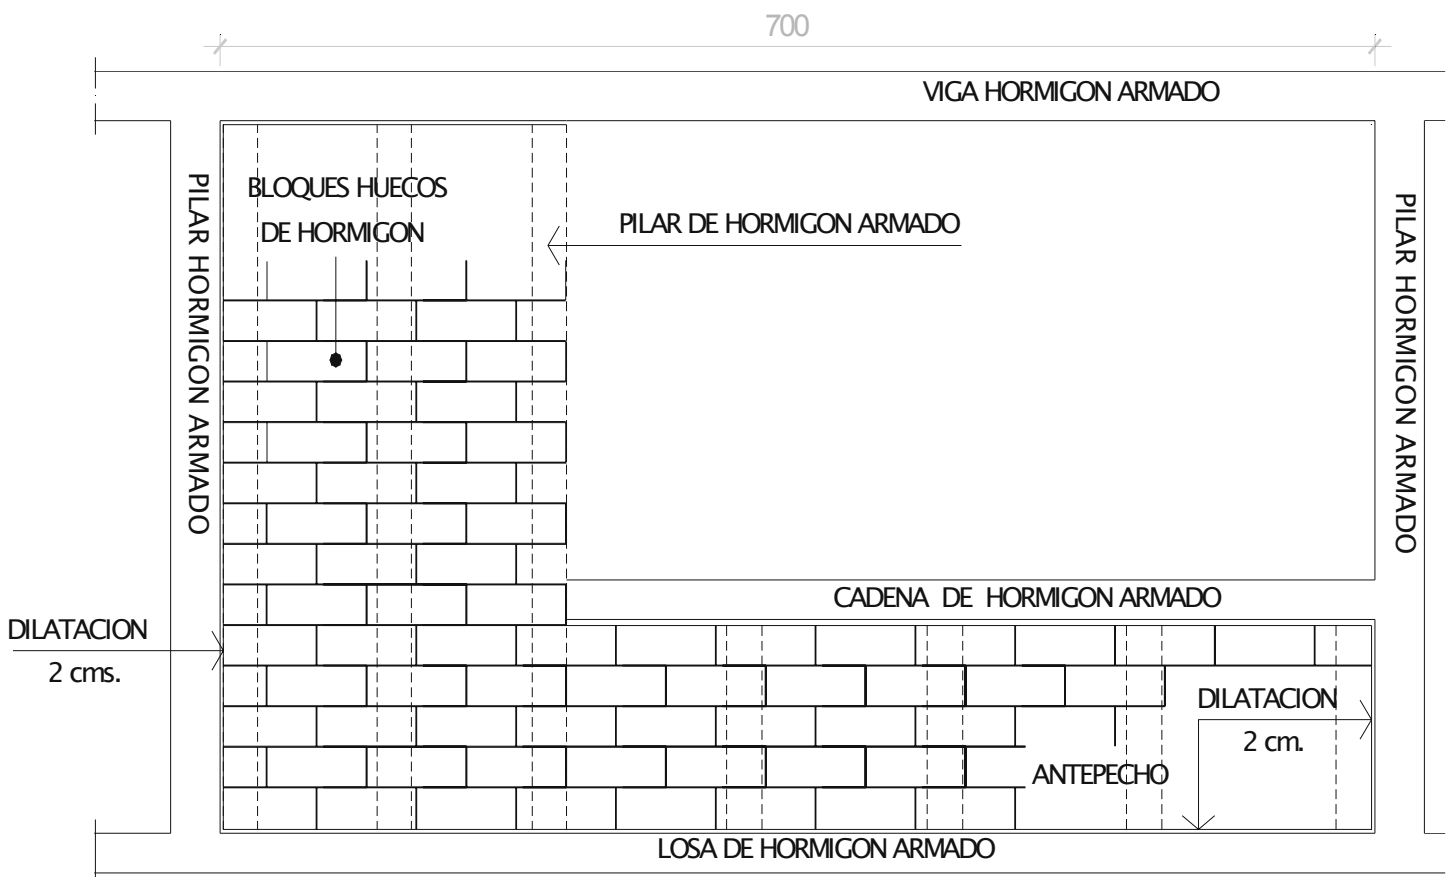 700
VIGA HORMIGON ARMADO
BLOQUES HUECOS
DE HORMIGON
PILAR DE HORMIGON ARMADO
PILAR HORMIGON ARMADO
PILAR HORMIGON ARMADO
CADENA DE HORMIGON ARMADO
DILATACION
2 cms.
DILATACION
2 cm.
ANTEPECHO
LOSA DE HORMIGON ARMADO